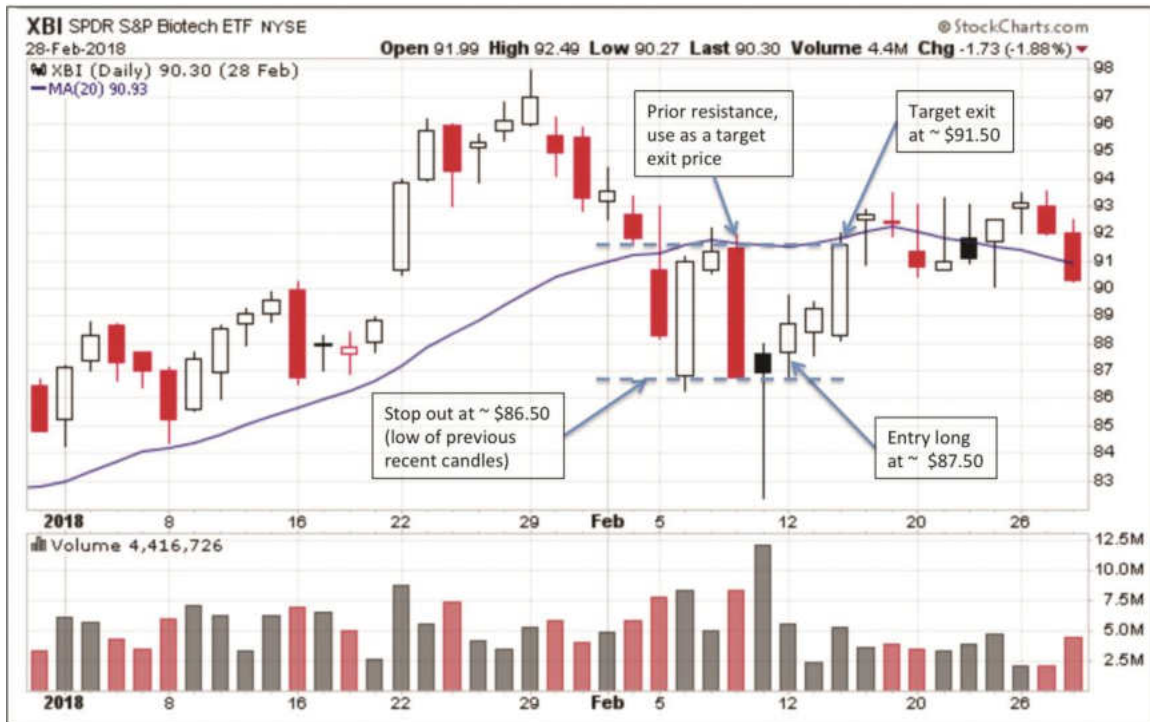 XBI SPDR S&P Biotech ETF NYSE
© StockCharts.com
28-Feb-2018
Open 91.99 High 92.49 Low 90.27 Last 90.30 Volume 4.4M Chg -1.73 (-1.88%)
XBI (Daily) 90.30 (28 Feb)
MA(20) 90.93
98
97
96
95
94
93
92
91
90
89
88
87
86
85
84
83
Prior resistance,
use as a target
exit price
Target exit
at ~ $91.50
Stop out at ~ $86.50
(low of previous
recent candles)
Entry long
at ~ $87.50
2018 8 16 22 29 Feb 5 12 20 26
Volume 4,416,726
12.5M
10.0M
7.5M
5.0M
2.5M
2018 8 16 22 29 Feb 5 12 20 26